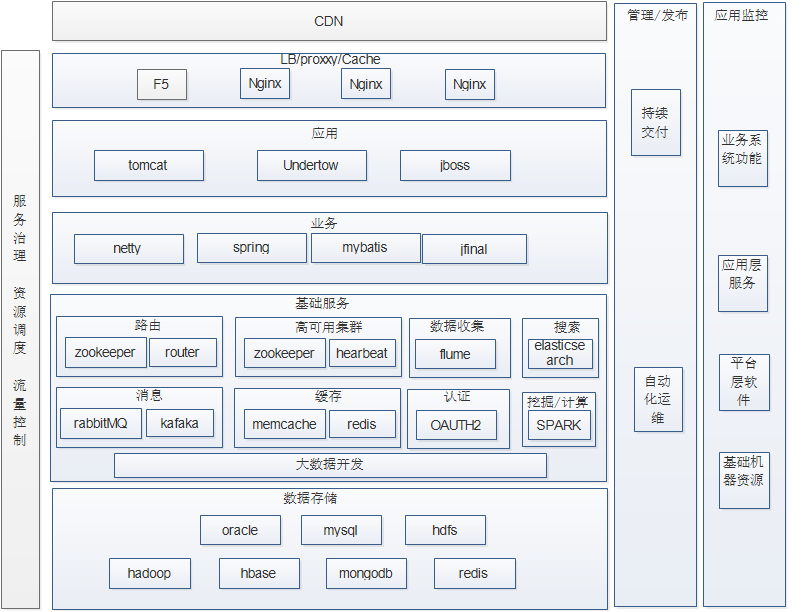 CDN
管理/发布
应用监控
服
务
治
理
资
源
调
度
流
量
控
制
LB/proxxy/Cache
F5
Nginx
Nginx
Nginx
应用
tomcat
Undertow
jboss
业务
netty
spring
mybatis
jfinal
基础服务
路由
zookeeper
router
高可用集群
zookeeper
hearbeat
数据收集
flume
搜索
elasticse
arch
消息
rabbitMQ
kafaka
缓存
memcache
redis
认证
OAUTH2
挖掘/计算
SPARK
大数据开发
数据存储
oracle
mysql
hdfs
hadoop
hbase
mongodb
redis
持续
交付
自动
化运
维
业务系
统功能
应用层
服务
平台
层软
件
基础机
器资源